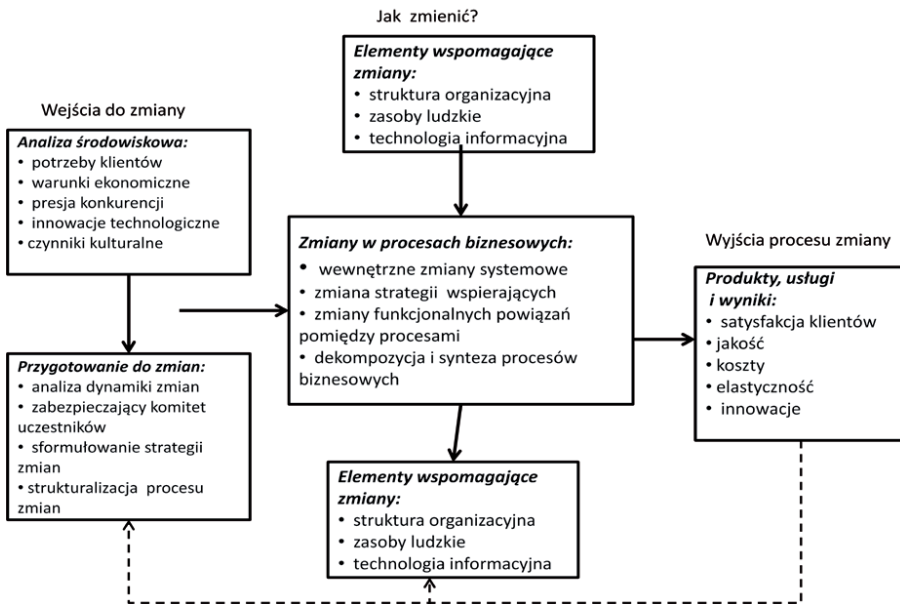 Jak zmienić?
Elementy wspomagające
zmiany:
• struktura organizacyjna
• zasoby ludzkie
• technologia informacyjna
Wejścia do zmiany
Analiza środowiskowa:
• potrzeby klientów
• warunki ekonomiczne
• presja konkurencji
• innowacje technologiczne
• czynniki kulturalne
Zmiany w procesach biznesowych:
• wewnętrzne zmiany systemowe
• zmiana strategii wspierających
• zmiany funkcjonalnych powiązań
pomiędzy procesami
• dekompozycja i synteza procesów
biznesowych
Wyjścia procesu zmiany
Produkty, usługi
i wyniki:
• satysfakcja klientów
• jakość
• koszty
• elastyczność
• innowacje
Przygotowanie do zmian:
• analiza dynamiki zmian
• zabezpieczający komitet
uczestników
• sformułowanie strategii
zmian
• strukturalizacja procesu
zmian
Elementy wspomagające
zmiany:
• struktura organizacyjna
• zasoby ludzkie
• technologia informacyjna